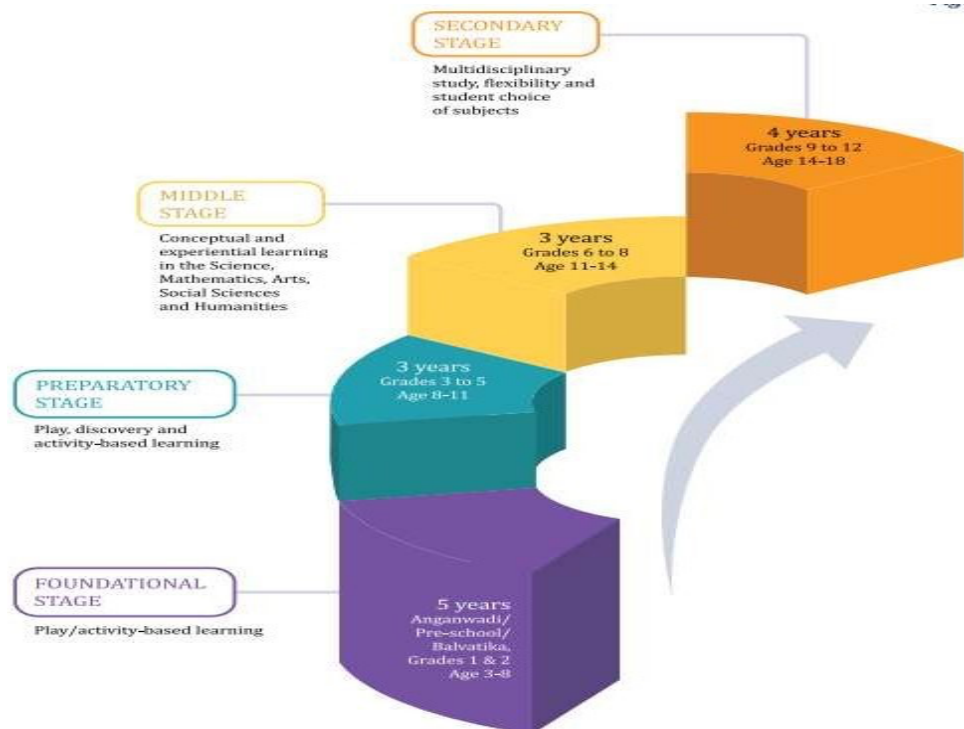 SECONDARY
STAGE
Multidisciplinary
study, flexibility and
student choice
of subjects
4 years
Grades 9 to 12
Age 14-18
MIDDLE
STAGE
Conceptual and
experiential learning
in the Science,
Mathematics, Arts,
Social Sciences
and Humanities
3 years
Grades 6 to 8
Age 11-14
PREPARATORY
STAGE
Play, discovery and
activity-based learning
3 years
Grades 3 to 5
Age 8-11
FOUNDATIONAL
STAGE
Play/activity-based learning
5 years
Anganwadi/
Pre-school/
Balvatika,
Grades 1 & 2
Age 3-8